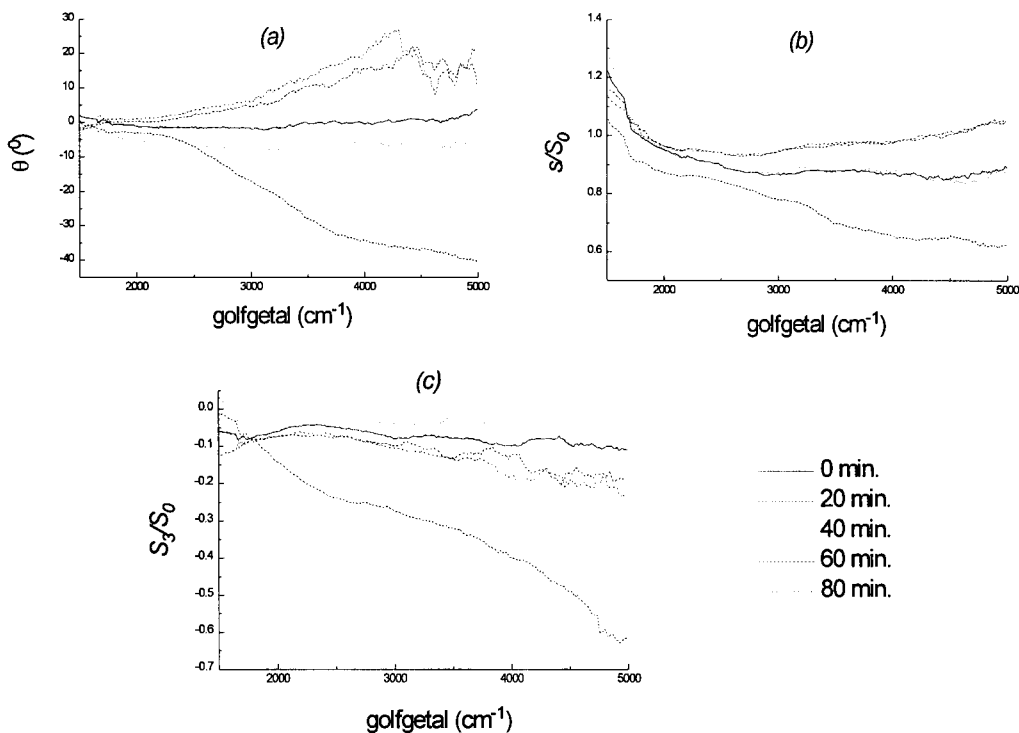 (a)
30
20
10
0
-10
-20
-30
-40
θ (⁰)
2000
3000
4000
5000
golfgetal (cm⁻¹)
(b)
1.4
1.2
1.0
0.8
0.6
s/S₀
2000
3000
4000
5000
golfgetal (cm⁻¹)
(c)
0.0
-0.1
-0.2
-0.3
-0.4
-0.5
-0.6
-0.7
S₃/S₀
2000
3000
4000
5000
golfgetal (cm⁻¹)
0 min.
20 min.
40 min.
60 min.
80 min.